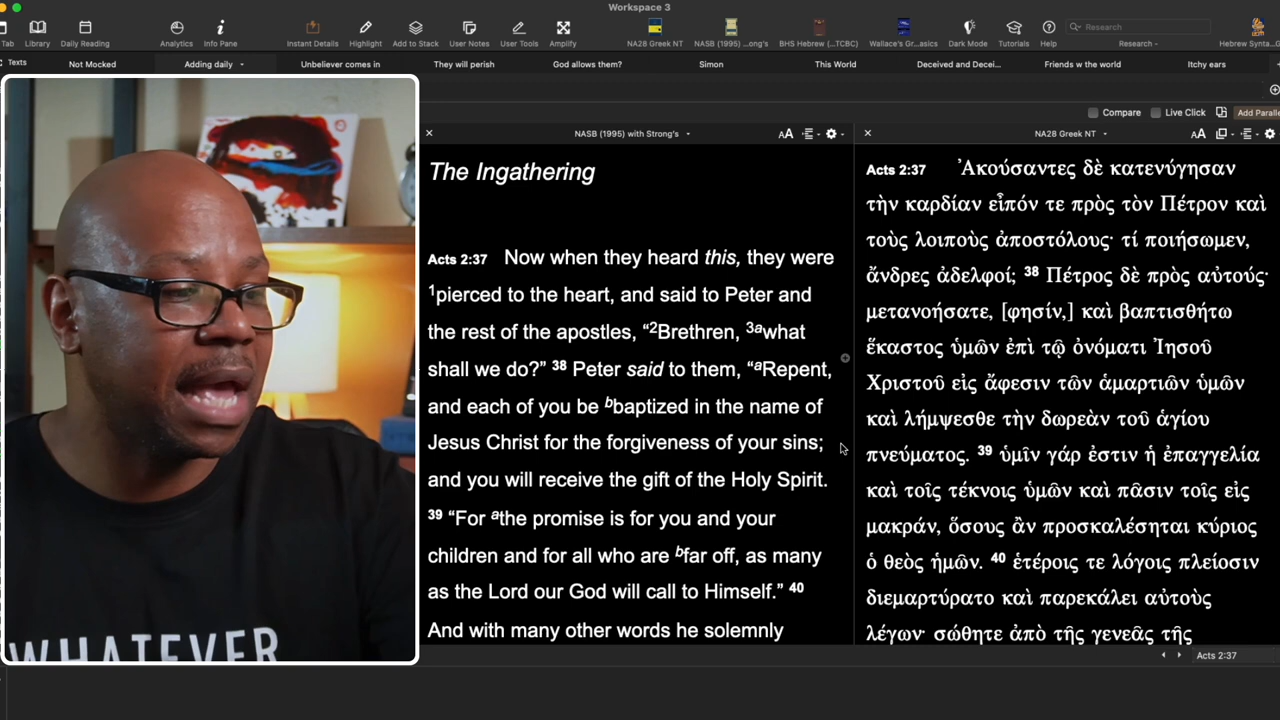 Workspace 3
Tab
Library
Daily Reading
Analytics
Info Pane
Instant Details
Highlight
Add to Stack
User Notes
User Tools
Amplify
NA28 Greek NT
NASB (1995) ...ong's
BHS Hebrew (...TCBC)
Wallace's Gr...asics
Dark Mode
Tutorials
Help
Research
Research
Hebrew Synta...G
Texts
Not Mocked
Adding daily
Unbeliever comes in
They will perish
God allows them?
Simon
This World
Deceived and Decei...
Friends w the world
Itchy ears
Compare
Live Click
Add Paralle
NASB (1995) with Strong's
AA
The Ingathering
Acts 2:37 Now when they heard this, they were
1pierced to the heart, and said to Peter and
the rest of the apostles, “2Brethren, 3awhat
shall we do?” 38 Peter said to them, “aRepent,
and each of you be bbaptized in the name of
Jesus Christ for the forgiveness of your sins;
and you will receive the gift of the Holy Spirit.
39 “For athe promise is for you and your
children and for all who are bfar off, as many
as the Lord our God will call to Himself.” 40
And with many other words he solemnly
NA28 Greek NT
AA
Acts 2:37 Ἀκούσαντες δὲ κατενύγησαν
τὴν καρδίαν εἶπόν τε πρὸς τὸν Πέτρον καὶ
τοὺς λοιποὺς ἀποστόλους· τί ποιήσωμεν,
ἄνδρες ἀδελφοί; 38 Πέτρος δὲ πρὸς αὐτούς·
μετανοήσατε, [φησίν,] καὶ βαπτισθήτω
ἕκαστος ὑμῶν ἐπὶ τῷ ὀνόματι Ἰησοῦ
Χριστοῦ εἰς ἄφεσιν τῶν ἁμαρτιῶν ὑμῶν
καὶ λήμψεσθε τὴν δωρεὰν τοῦ ἁγίου
πνεύματος. 39 ὑμῖν γάρ ἐστιν ἡ ἐπαγγελία
καὶ τοῖς τέκνοις ὑμῶν καὶ πᾶσιν τοῖς εἰς
μακράν, ὅσους ἂν προσκαλέσηται κύριος
ὁ θεὸς ἡμῶν. 40 ἑτέροις τε λόγοις πλείοσιν
διεμαρτύρατο καὶ παρεκάλει αὐτοὺς
λέγων· σώθητε ἀπὸ τῆς γενεᾶς τῆς
Acts 2:37
WHATEVER